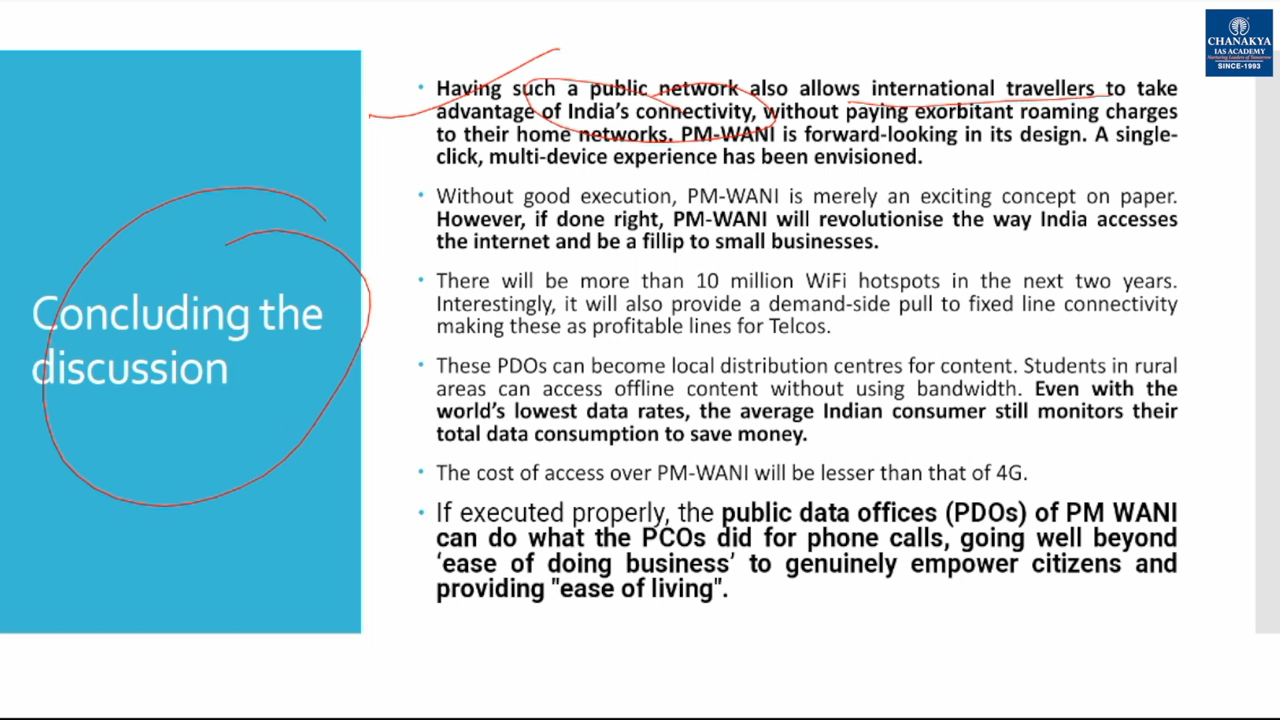 CHANAKYA
IAS ACADEMY
Nurturing Leaders of Tomorrow
SINCE-1993
Concluding the
discussion
• Having such a public network also allows international travellers to take
advantage of India's connectivity, without paying exorbitant roaming charges
to their home networks. PM-WANI is forward-looking in its design. A single-
click, multi-device experience has been envisioned.
• Without good execution, PM-WANI is merely an exciting concept on paper.
However, if done right, PM-WANI will revolutionise the way India accesses
the internet and be a fillip to small businesses.
• There will be more than 10 million WiFi hotspots in the next two years.
Interestingly, it will also provide a demand-side pull to fixed line connectivity
making these as profitable lines for Telcos.
• These PDOs can become local distribution centres for content. Students in rural
areas can access offline content without using bandwidth. Even with the
world's lowest data rates, the average Indian consumer still monitors their
total data consumption to save money.
• The cost of access over PM-WANI will be lesser than that of 4G.
• If executed properly, the public data offices (PDOs) of PM WANI
can do what the PCOs did for phone calls, going well beyond
'ease of doing business' to genuinely empower citizens and
providing "ease of living".